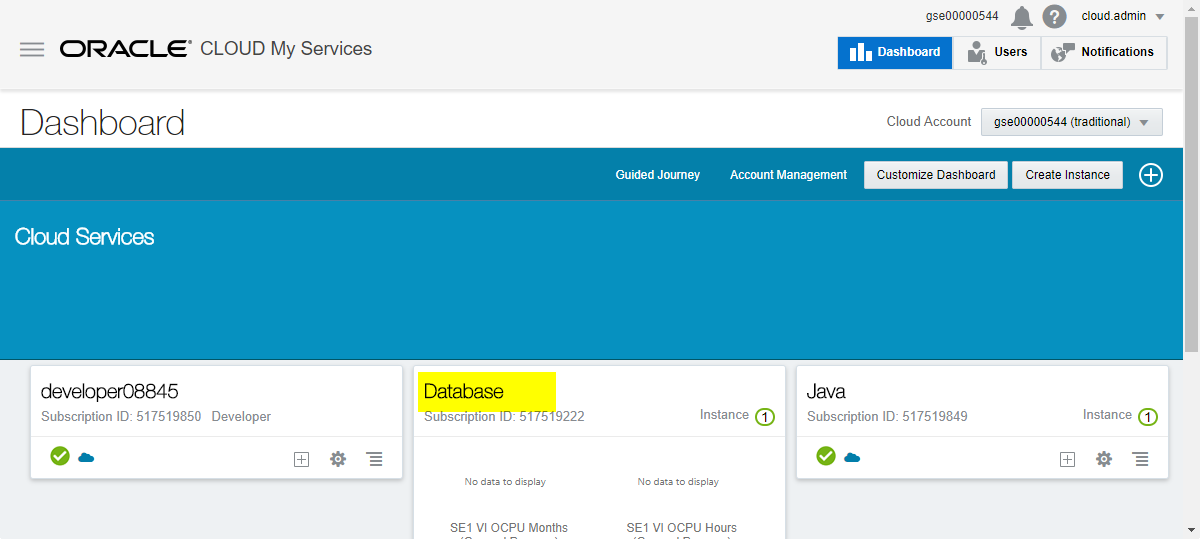 gse00000544 ? cloud.admin
ORACLE® CLOUD My Services
Dashboard Users Notifications
Dashboard
Cloud Account gse00000544 (traditional)
Guided Journey Account Management Customize Dashboard Create Instance
Cloud Services
developer08845
Subscription ID: 517519850 Developer
Database
Subscription ID: 517519222 Instance 1
No data to display No data to display
SE1 VI OCPU Months SE1 VI OCPU Hours
Java
Subscription ID: 517519849 Instance 1